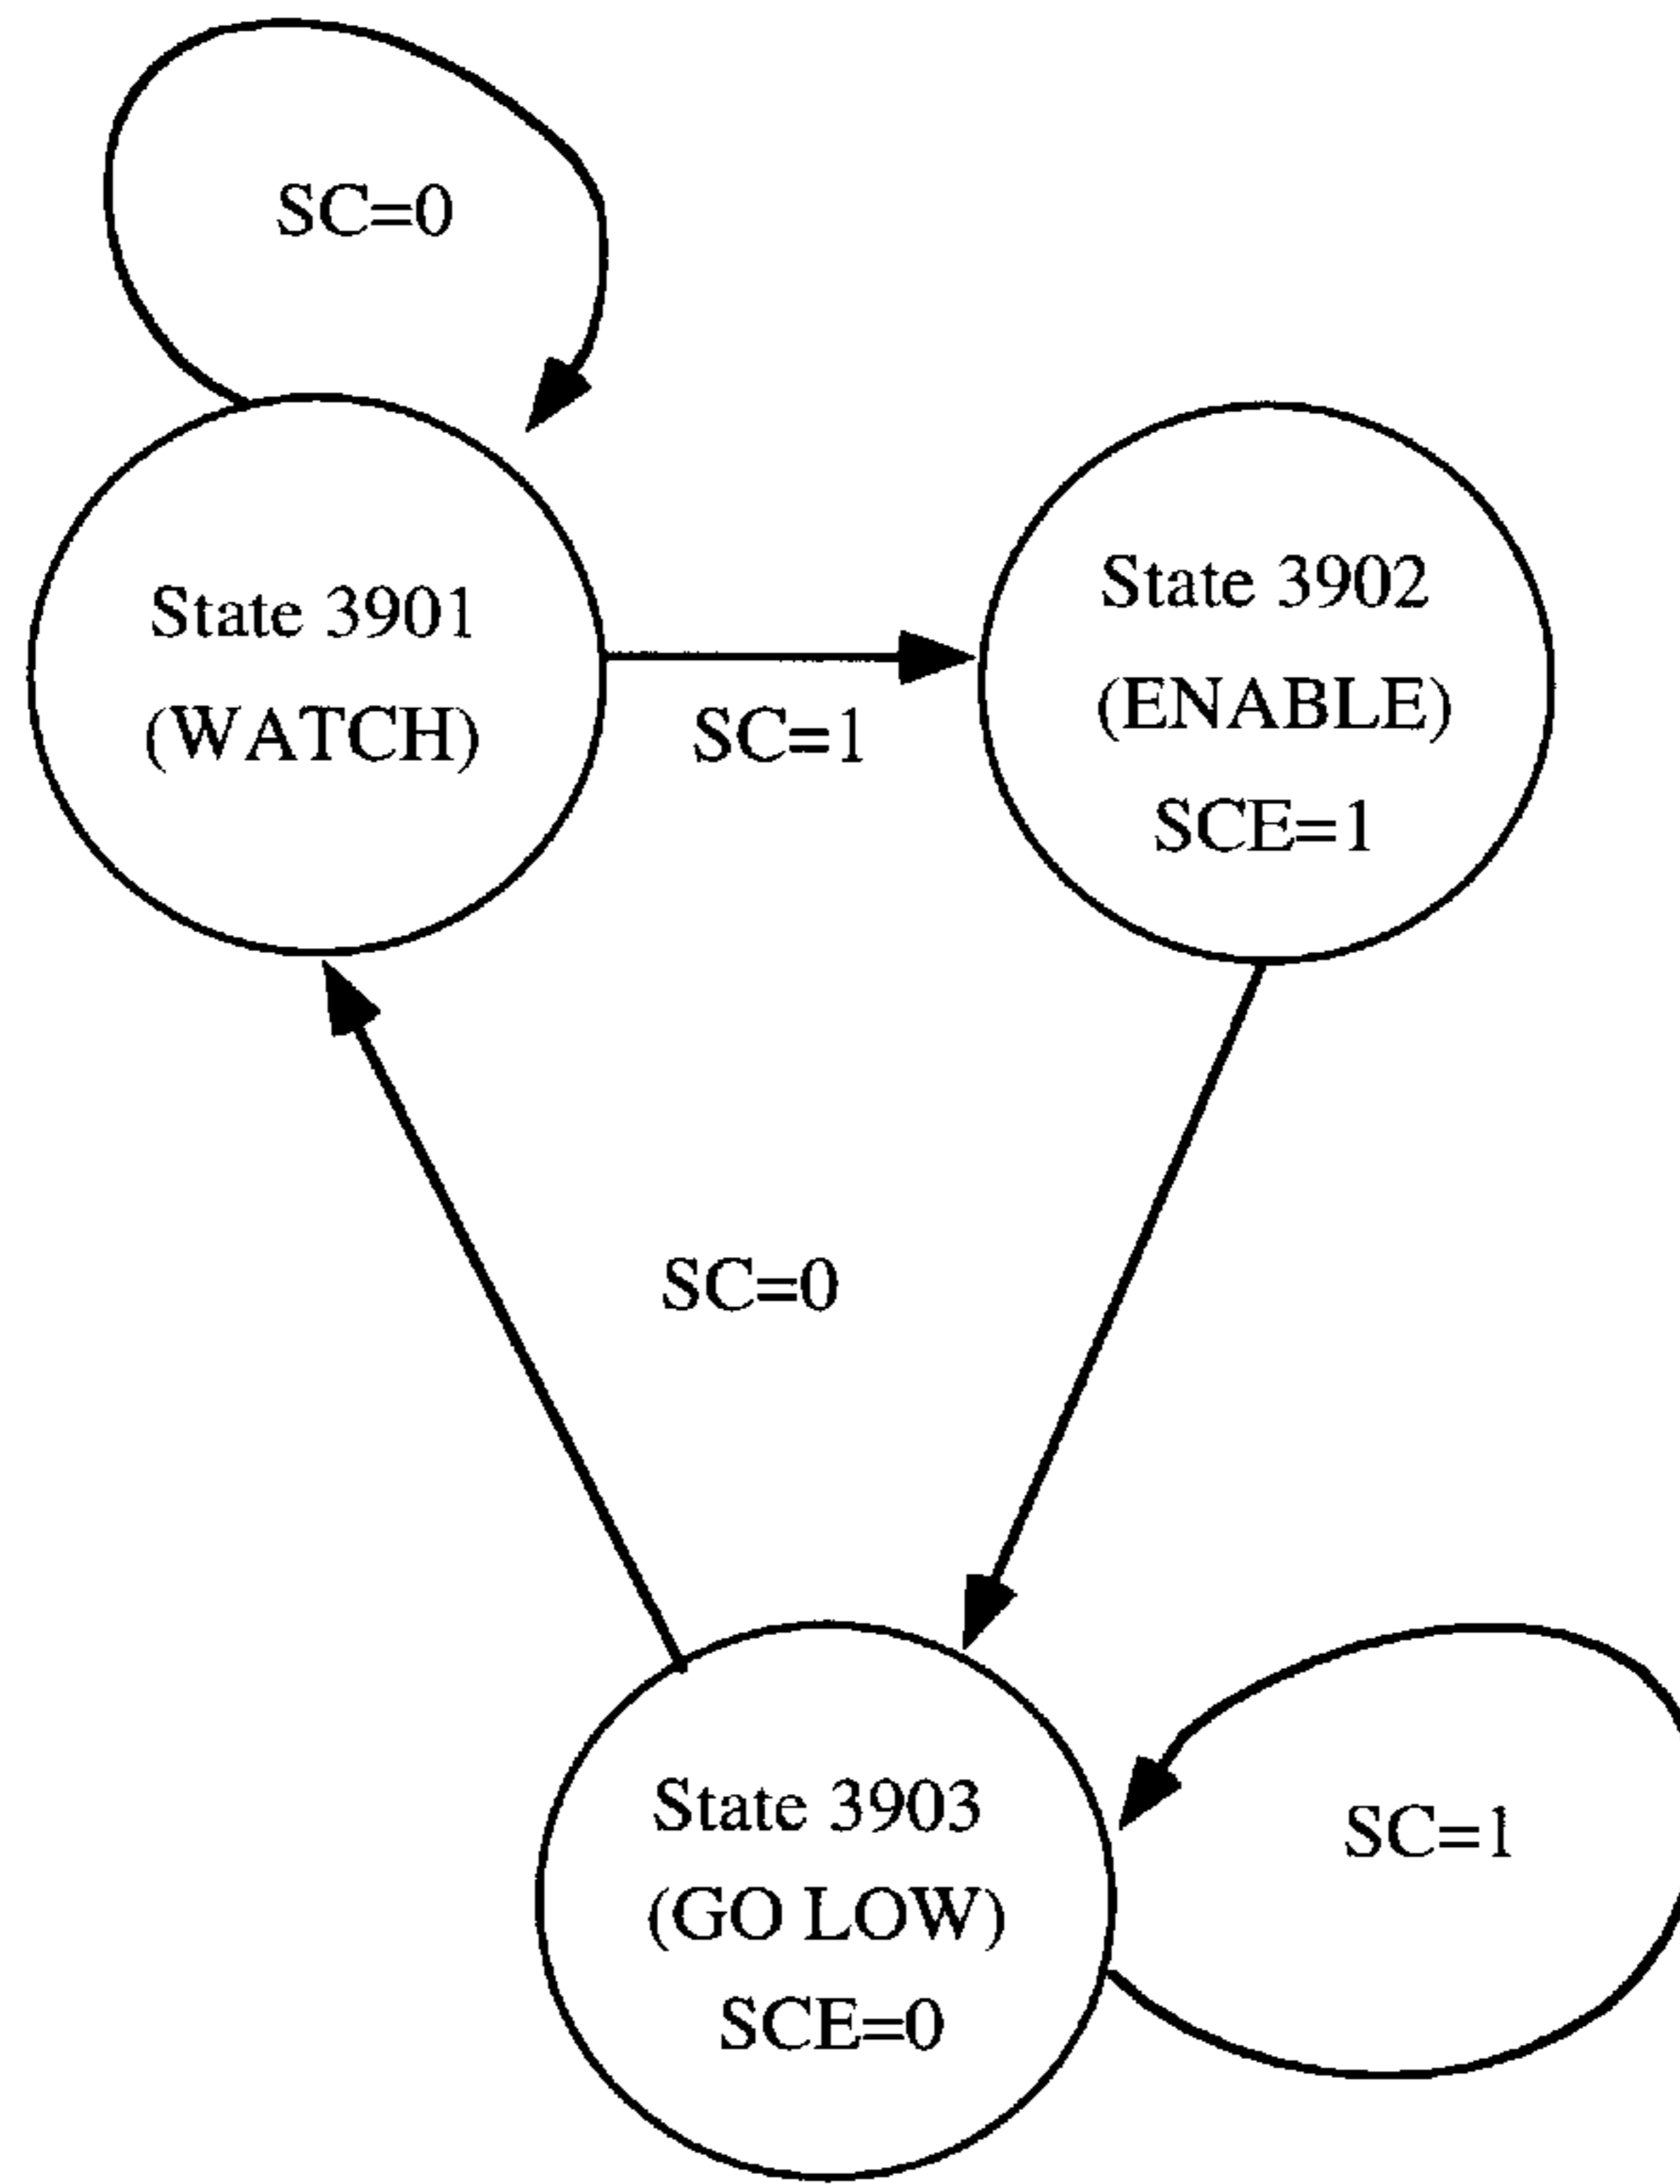 SC=0
State 3901
(WATCH)
SC=1
State 3902
(ENABLE)
SCE=1
SC=0
State 3903
(GO LOW)
SCE=0
SC=1